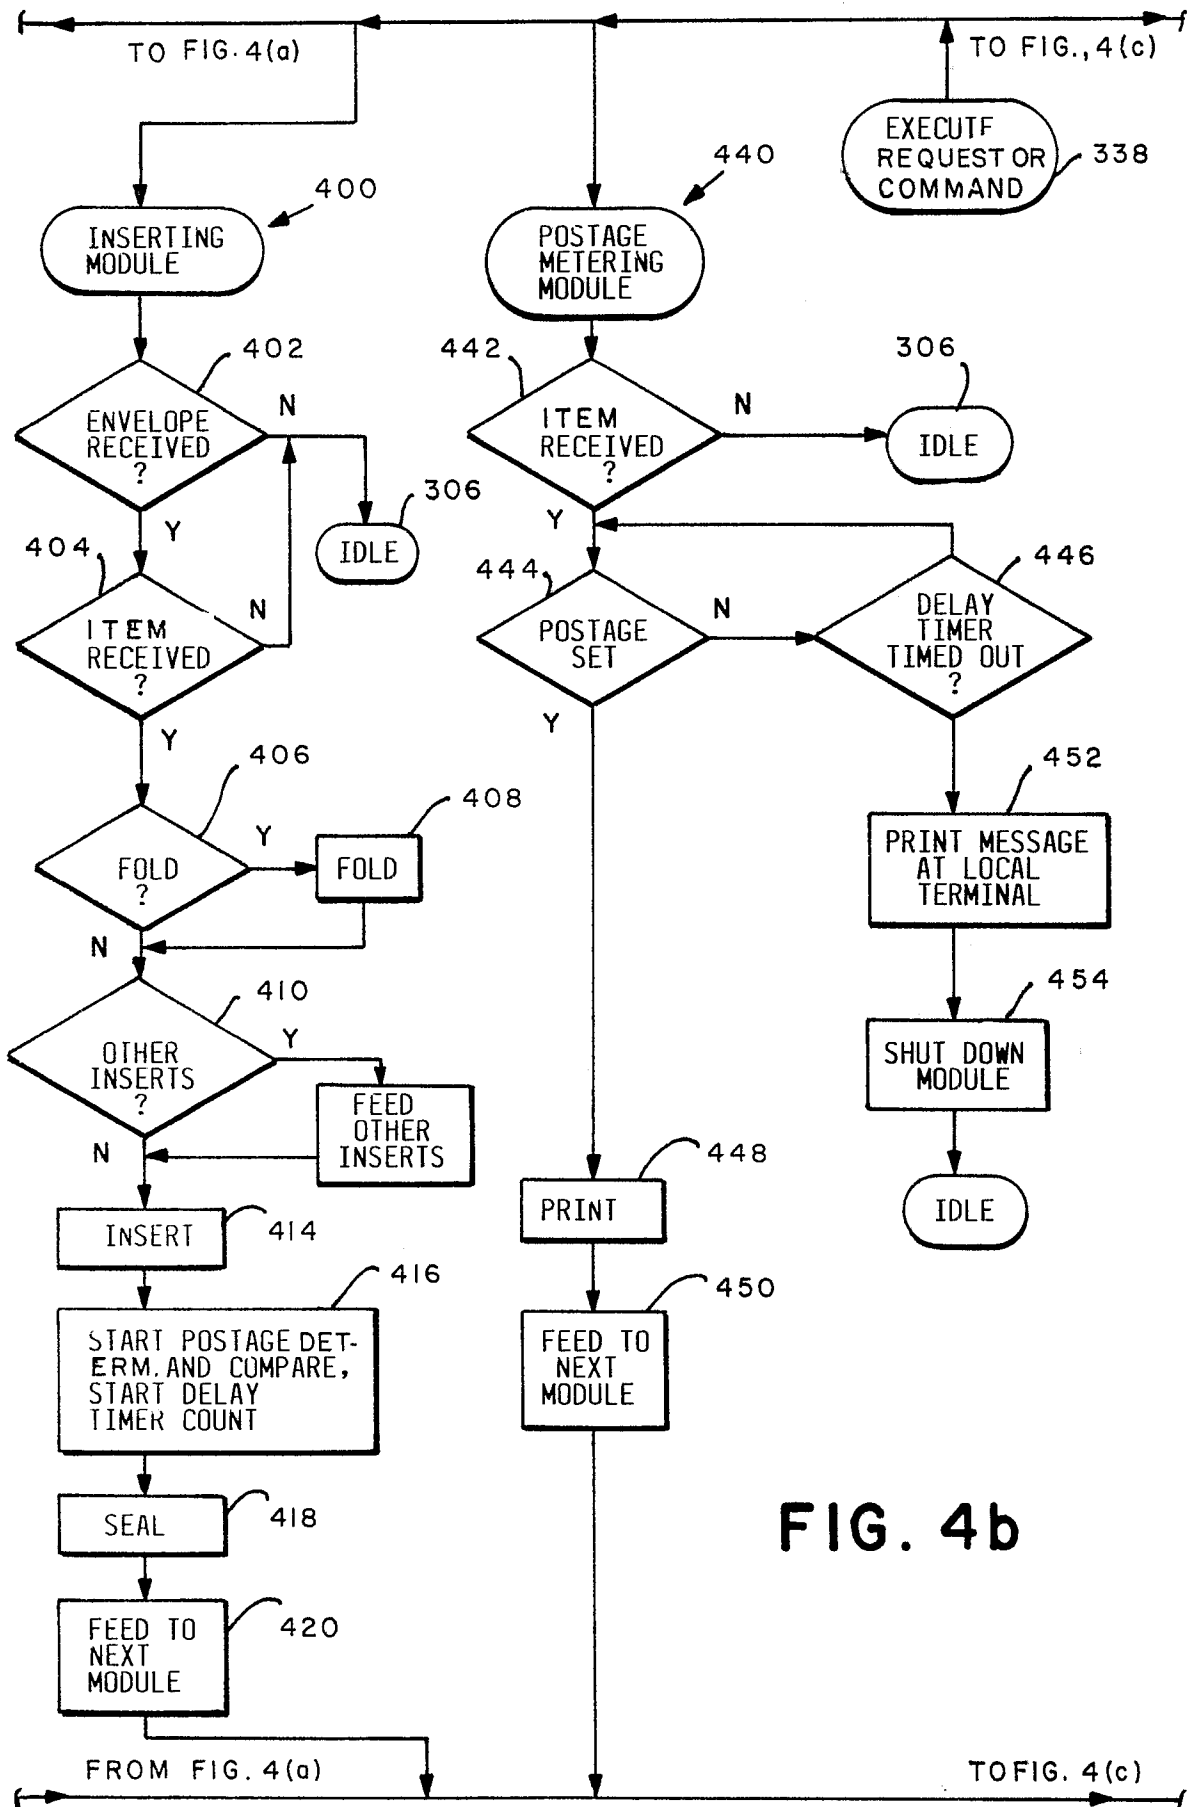 TO FIG. 4(a)
TO FIG., 4(c)
EXECUTF
REQUEST OR
COMMAND
338
400
INSERTING
MODULE
440
POSTAGE
METERING
MODULE
402
ENVELOPE
RECEIVED
?
N
Y
306
IDLE
404
ITEM
RECEIVED
?
N
Y
406
FOLD
?
Y
408
FOLD
N
410
OTHER
INSERTS
?
Y
FEED
OTHER
INSERTS
N
INSERT
414
416
START POSTAGE DET-
ERM. AND COMPARE,
START DELAY
TIMER COUNT
SEAL
418
FEED TO
NEXT
MODULE
420
442
ITEM
RECEIVED
?
N
306
IDLE
Y
444
POSTAGE
SET
N
446
DELAY
TIMER
TIMED OUT
?
Y
452
PRINT MESSAGE
AT LOCAL
TERMINAL
454
SHUT DOWN
MODULE
IDLE
448
PRINT
450
FEED TO
NEXT
MODULE
FIG. 4b
FROM FIG. 4(a)
TO FIG. 4(c)